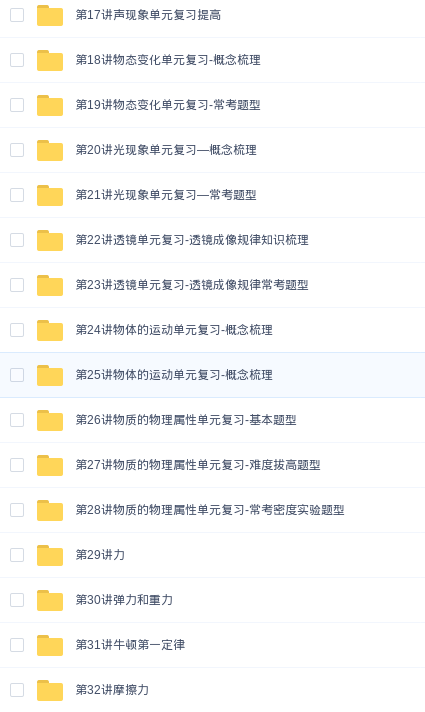 第17讲声现象单元复习提高
第18讲物态变化单元复习-概念梳理
第19讲物态变化单元复习-常考题型
第20讲光现象单元复习—概念梳理
第21讲光现象单元复习—常考题型
第22讲透镜单元复习-透镜成像规律知识梳理
第23讲透镜单元复习-透镜成像规律常考题型
第24讲物体的运动单元复习-概念梳理
第25讲物体的运动单元复习-概念梳理
第26讲物质的物理属性单元复习-基本题型
第27讲物质的物理属性单元复习-难度拔高题型
第28讲物质的物理属性单元复习-常考密度实验题型
第29讲力
第30讲弹力和重力
第31讲牛顿第一定律
第32讲摩擦力